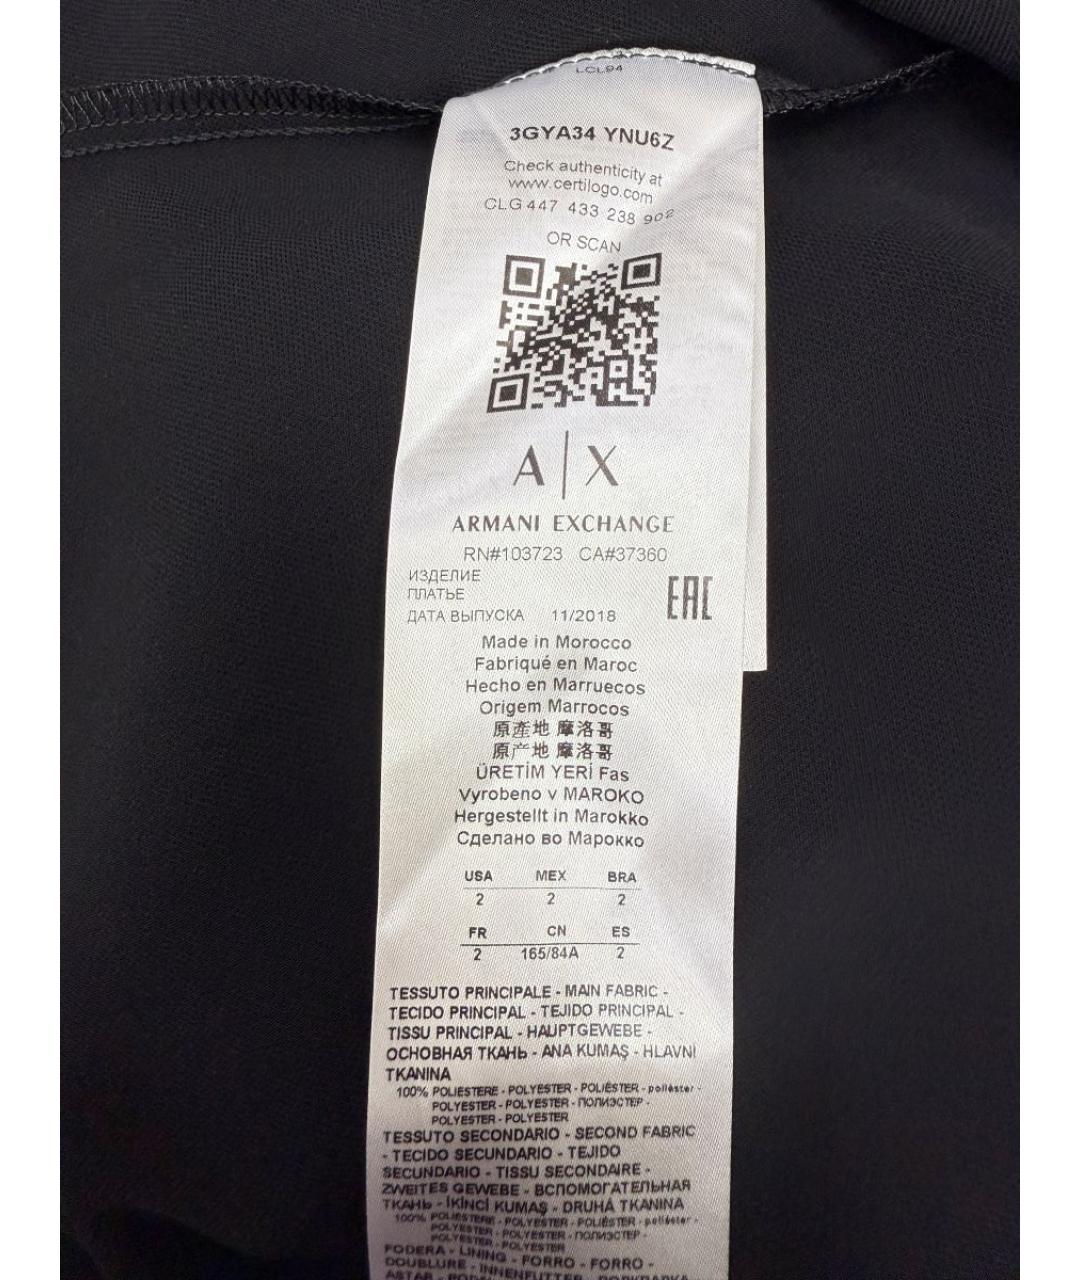 LCL94
3GYA34 YNU6Z
Check authenticity at
www.certilogo.com
CLG 447 433 238 902
OR SCAN
A|X
ARMANI EXCHANGE
RN#103723 CA#37360
ИЗДЕЛИЕ
ПЛАТЬЕ
ДАТА ВЫПУСКА 11/2018
EAC
Made in Morocco
Fabriqué en Maroc
Hecho en Marruecos
Origem Marrocos
原產地 摩洛哥
原产地 摩洛哥
ÜRETİM YERİ Fas
Vyrobeno v MAROKO
Hergestellt in Marokko
Сделано во Марокко
USA MEX BRA
2 2 2
FR CN ES
2 165/84A 2
TESSUTO PRINCIPALE - MAIN FABRIC -
TECIDO PRINCIPAL - TEJIDO PRINCIPAL -
TISSU PRINCIPAL - HAUPTGEWEBE -
ОСНОВНАЯ ТКАНЬ - ANA KUMAŞ - HLAVNI
TKANINA
100% POLIESTERE - POLYESTER - POLIÉSTER - poliéster -
POLYESTER - POLYESTER - ПОЛИЭСТЕР -
POLYESTER - POLYESTER
TESSUTO SECONDARIO - SECOND FABRIC
- TECIDO SECUNDARIO - TEJIDO
SECUNDARIO - TISSU SECONDAIRE -
ZWEITES GEWEBE - ВСПОМОГАТЕЛЬНАЯ
ТКАНЬ - İKİNCİ KUMAŞ - DRUHÁ TKANINA
100% POLIESTERE - POLYESTER - POLIÉSTER - poliéster -
POLYESTER - POLYESTER - ПОЛИЭСТЕР -
POLYESTER - POLYESTER
FODERA - LINING - FORRO - FORRO -
DOUBLURE - INNENFUTTER - ПОДКЛАДКА